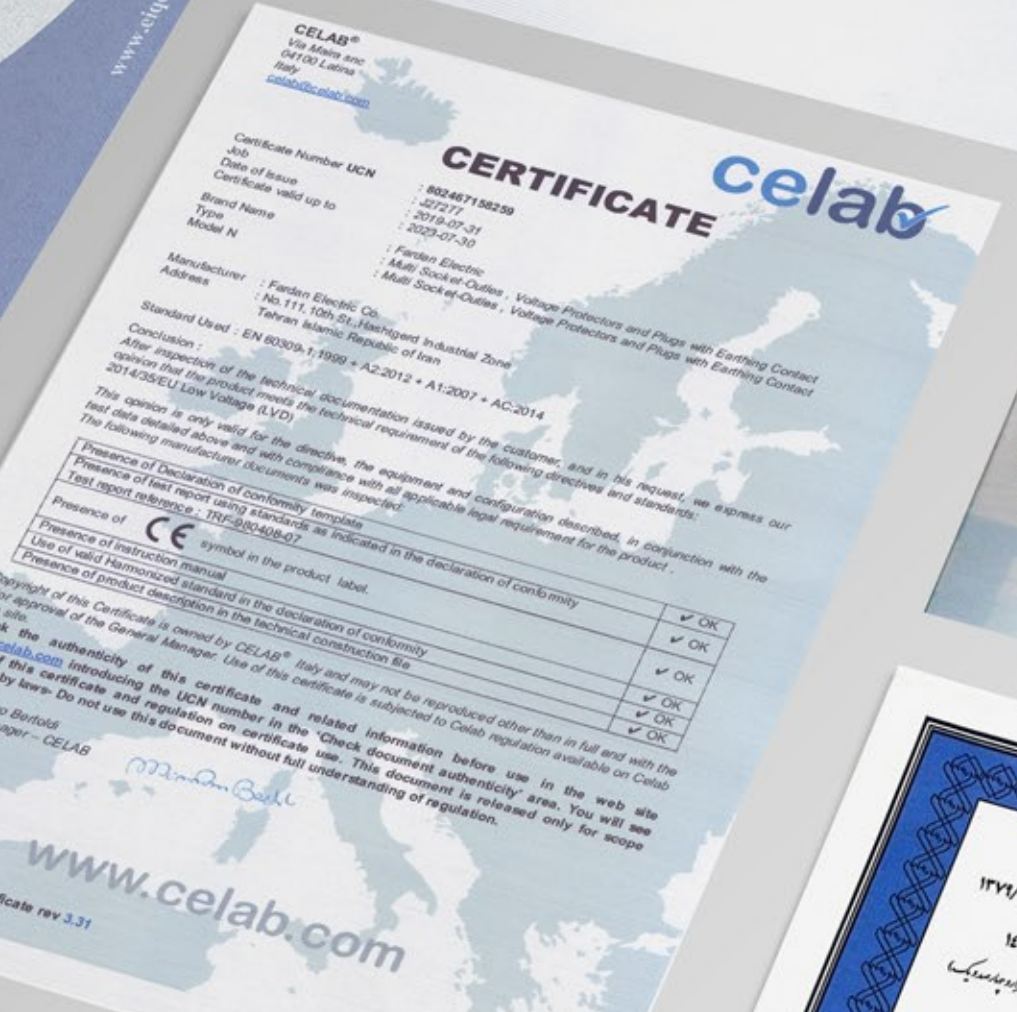 www.ciq
CELAB®
Via Maira snc
04100 Latina
Italy
celab@celab.com
celab
CERTIFICATE
Certificate Number UCN : 802467158259
Job : J27277
Date of Issue : 2019-07-31
Certificate valid up to : 2023-07-30
Brand Name : Fardan Electric
Type : Multi Socket-Outles , Voltage Protectors and Plugs with Earthing Contact
Model N : Multi Socket-Outles , Voltage Protectors and Plugs with Earthing Contact
Manufacturer : Fardan Electric Co.
Address : No.111,10th St.,Hashtgerd Industrial Zone
Tehran Islamic Republic of Iran
Standard Used : EN 60309-1:1999 + A2:2012 + A1:2007 + AC:2014
Conclusion :
After inspection of the technical documentation issued by the customer, and in his request, we express our
opinion that the product meets the technical requirement of the following directives and standards:
2014/35/EU Low Voltage (LVD)
This opinion is only valid for the directive, the equipment and configuration described, in conjunction with the
test data detailed above and with compliance with all applicable legal requirement for the product .
The following manufacturer documents was inspected:
Presence of Declaration of conformity template ✔ OK
Presence of test report using standards as indicated in the declaration of conformity
Test report reference : TRF-980408-07 ✔ OK
Presence of CE symbol in the product label. ✔ OK
Presence of instruction manual ✔ OK
Use of valid Harmonized standard in the declaration of conformity ✔ OK
Presence of product description in the technical construction file ✔ OK
opyright of this Certificate is owned by CELAB® Italy and may not be reproduced other than in full and with the
or approval of the General Manager. Use of this certificate is subjected to Celab regulation available on Celab
site.
ck the authenticity of this certificate and related information before use in the web site
celab.com introducing the UCN number in the "Check document authenticity" area. You will see
f this certificate and regulation on certificate use. This document is released only for scope
by laws- Do not use this document without full understanding of regulation.
o Bertoldi
nager – CELAB
www.celab.com
ficate rev 3.31
۱۳۷۹/